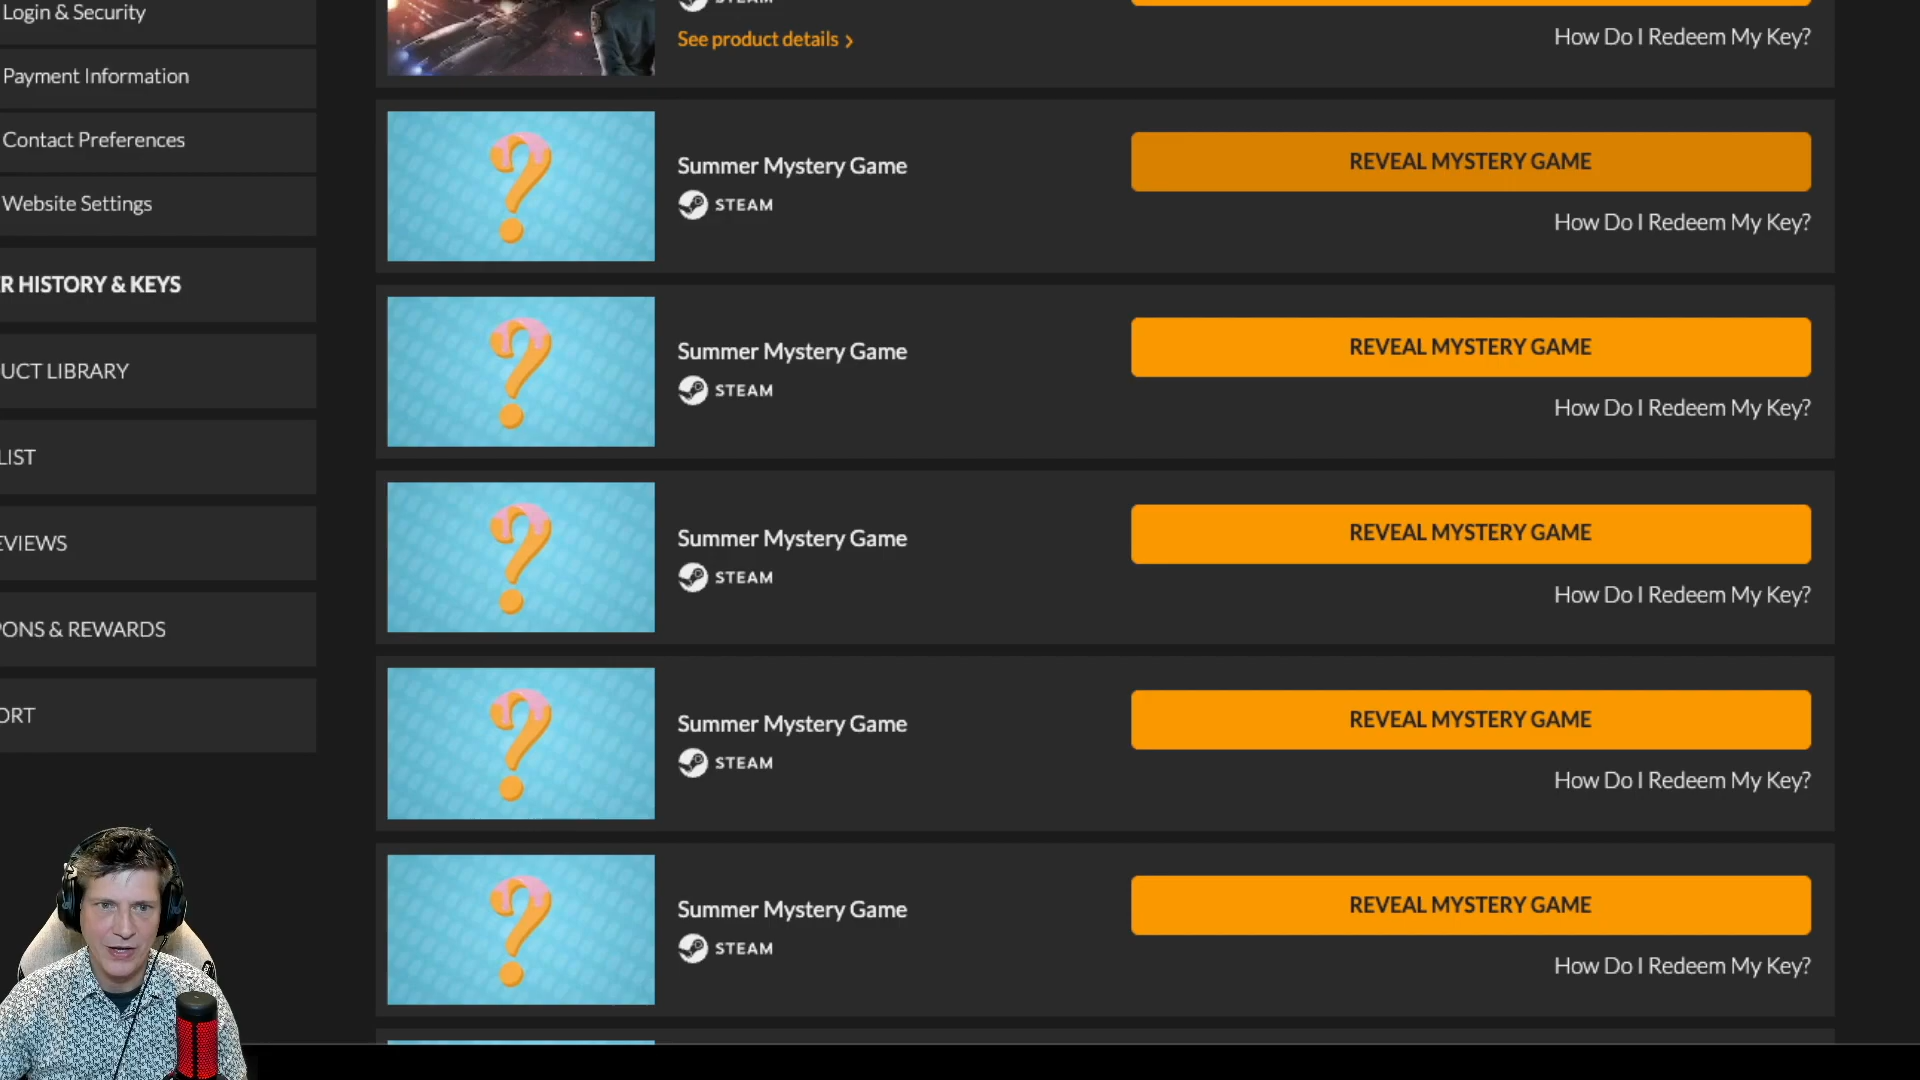 Login & Security
Payment Information
Contact Preferences
Website Settings
R HISTORY & KEYS
UCT LIBRARY
LIST
EVIEWS
PONS & REWARDS
ORT
STEAM
See product details >
How Do I Redeem My Key?
Summer Mystery Game
STEAM
REVEAL MYSTERY GAME
How Do I Redeem My Key?
Summer Mystery Game
STEAM
REVEAL MYSTERY GAME
How Do I Redeem My Key?
Summer Mystery Game
STEAM
REVEAL MYSTERY GAME
How Do I Redeem My Key?
Summer Mystery Game
STEAM
REVEAL MYSTERY GAME
How Do I Redeem My Key?
Summer Mystery Game
STEAM
REVEAL MYSTERY GAME
How Do I Redeem My Key?